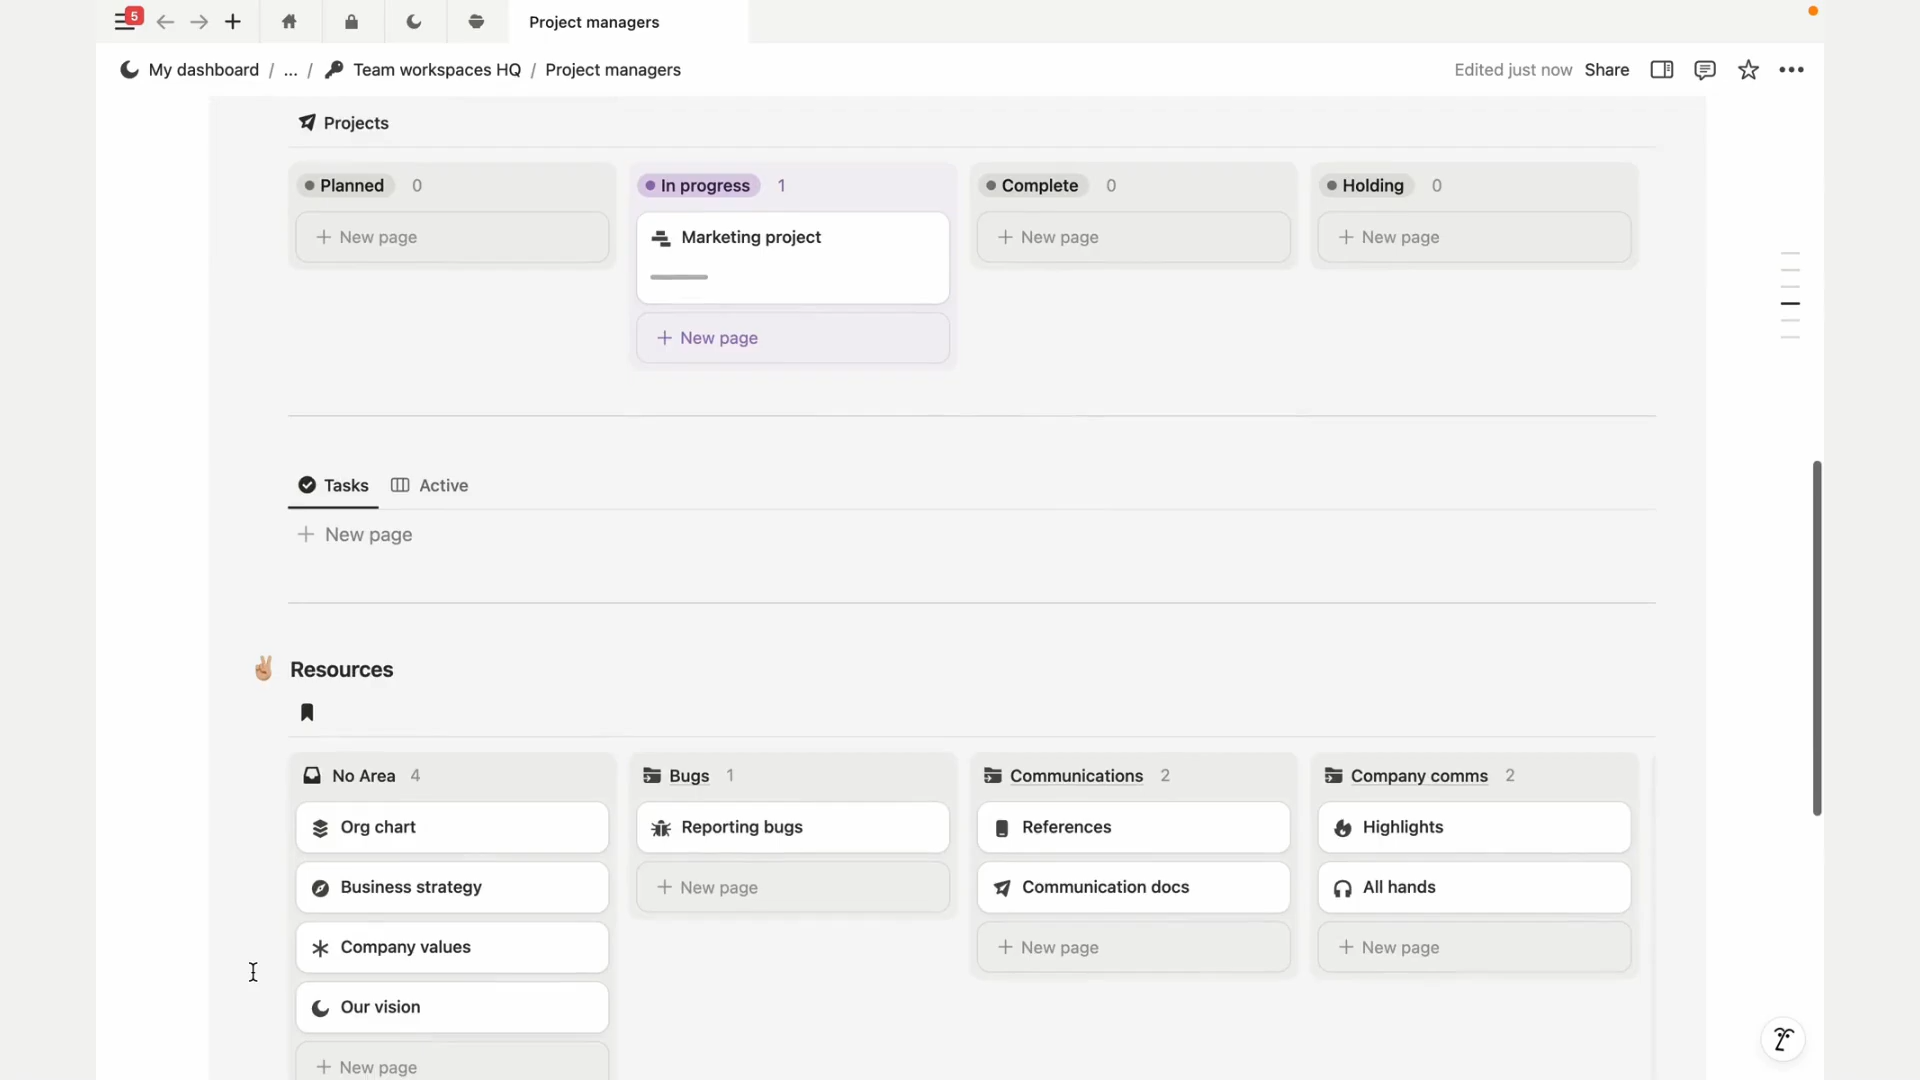 5
Project managers
My dashboard / ... / Team workspaces HQ / Project managers
Edited just now Share
Projects
Planned 0
In progress 1
Complete 0
Holding 0
+ New page
Marketing project
+ New page
+ New page
+ New page
+ New page
Tasks Active
+ New page
Resources
No Area 4
Bugs 1
Communications 2
Company comms 2
Org chart
Reporting bugs
References
Highlights
Business strategy
+ New page
Communication docs
All hands
Company values
+ New page
+ New page
Our vision
+ New page